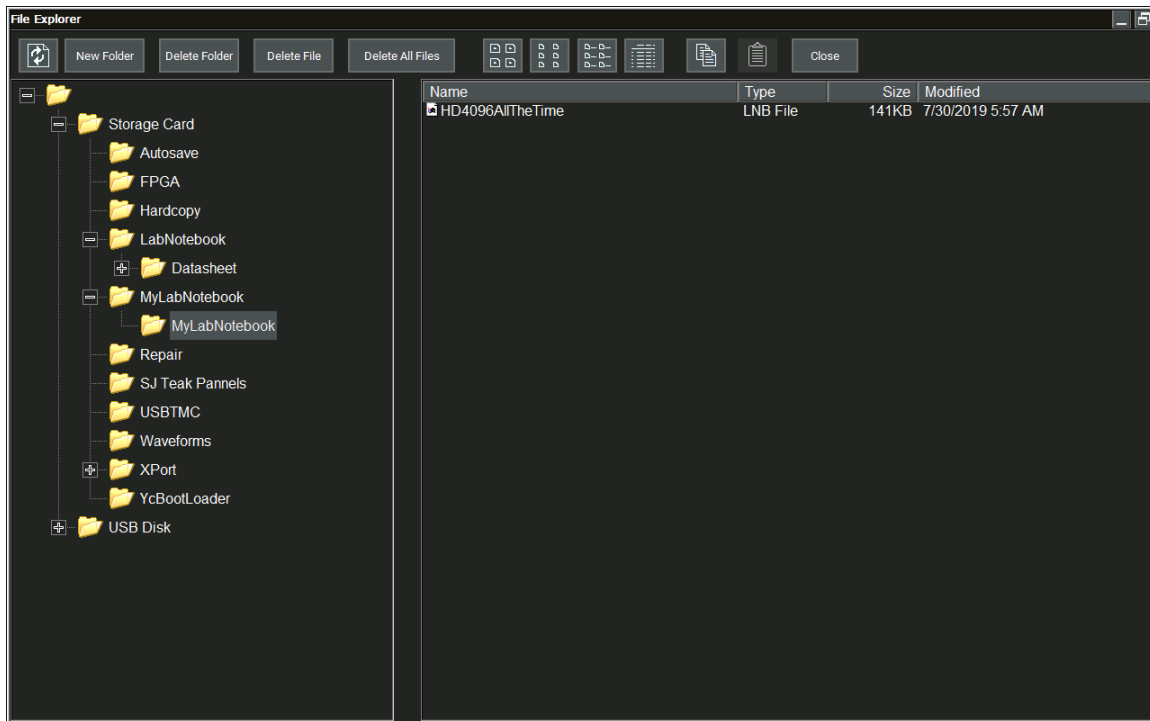 File Explorer
New Folder Delete Folder Delete File Delete All Files Close
Name Type Size Modified
HD4096AllTheTime LNB File 141KB 7/30/2019 5:57 AM
Storage Card
Autosave
FPGA
Hardcopy
LabNotebook
Datasheet
MyLabNotebook
MyLabNotebook
Repair
SJ Teak Pannels
USBTMC
Waveforms
XPort
YcBootLoader
USB Disk